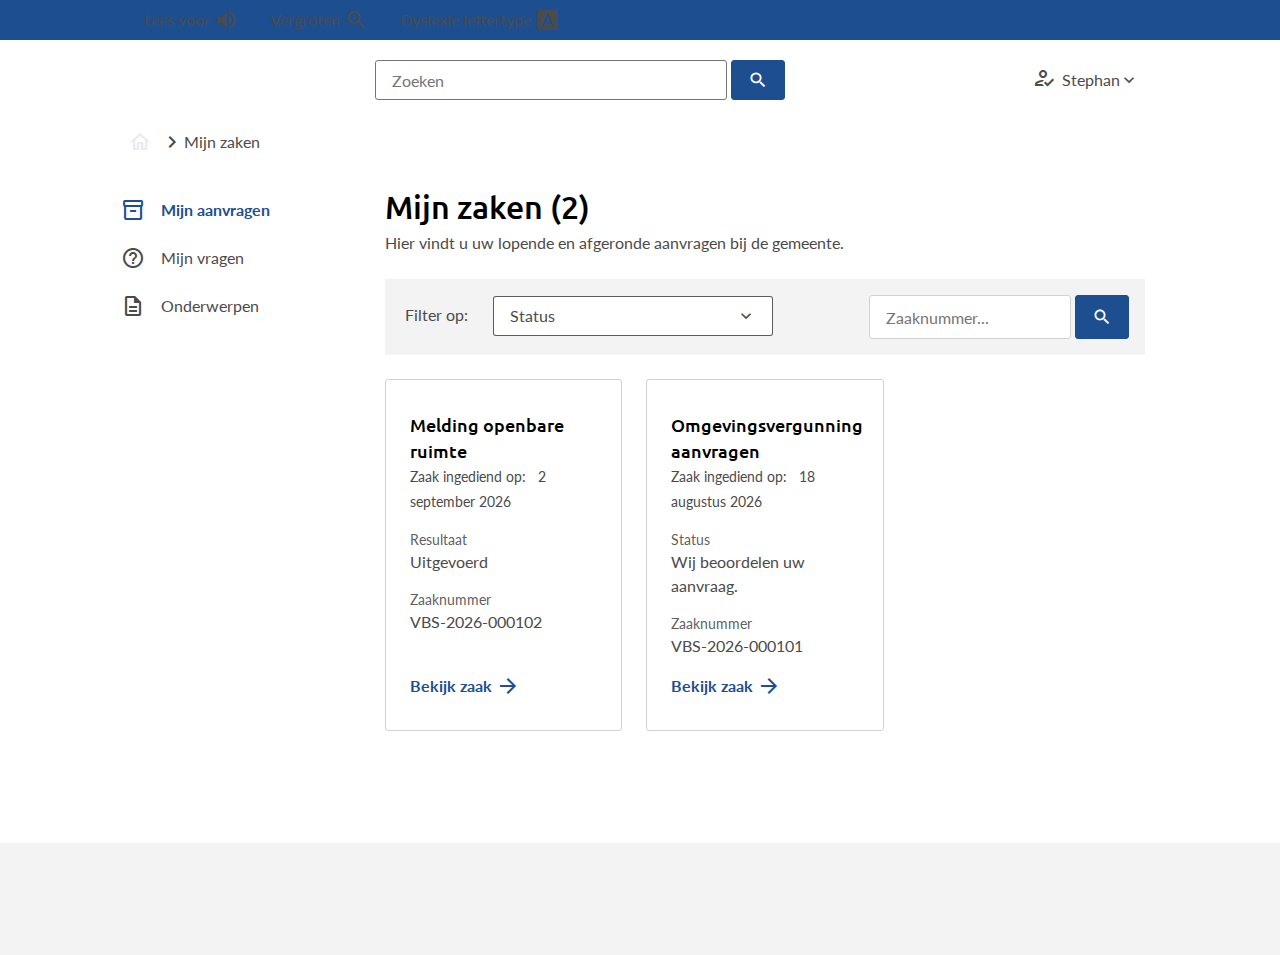 Lees voor
Vergroten
Dyslexie lettertype
Zoeken
Stephan
Mijn zaken
Mijn aanvragen
Mijn vragen
Onderwerpen
Mijn zaken (2)
Hier vindt u uw lopende en afgeronde aanvragen bij de gemeente.
Filter op:
Status
Zaaknummer...
Melding openbare
ruimte
Zaak ingediend op: 2
september 2026
Resultaat
Uitgevoerd
Zaaknummer
VBS-2026-000102
Bekijk zaak
Omgevingsvergunning
aanvragen
Zaak ingediend op: 18
augustus 2026
Status
Wij beoordelen uw
aanvraag.
Zaaknummer
VBS-2026-000101
Bekijk zaak